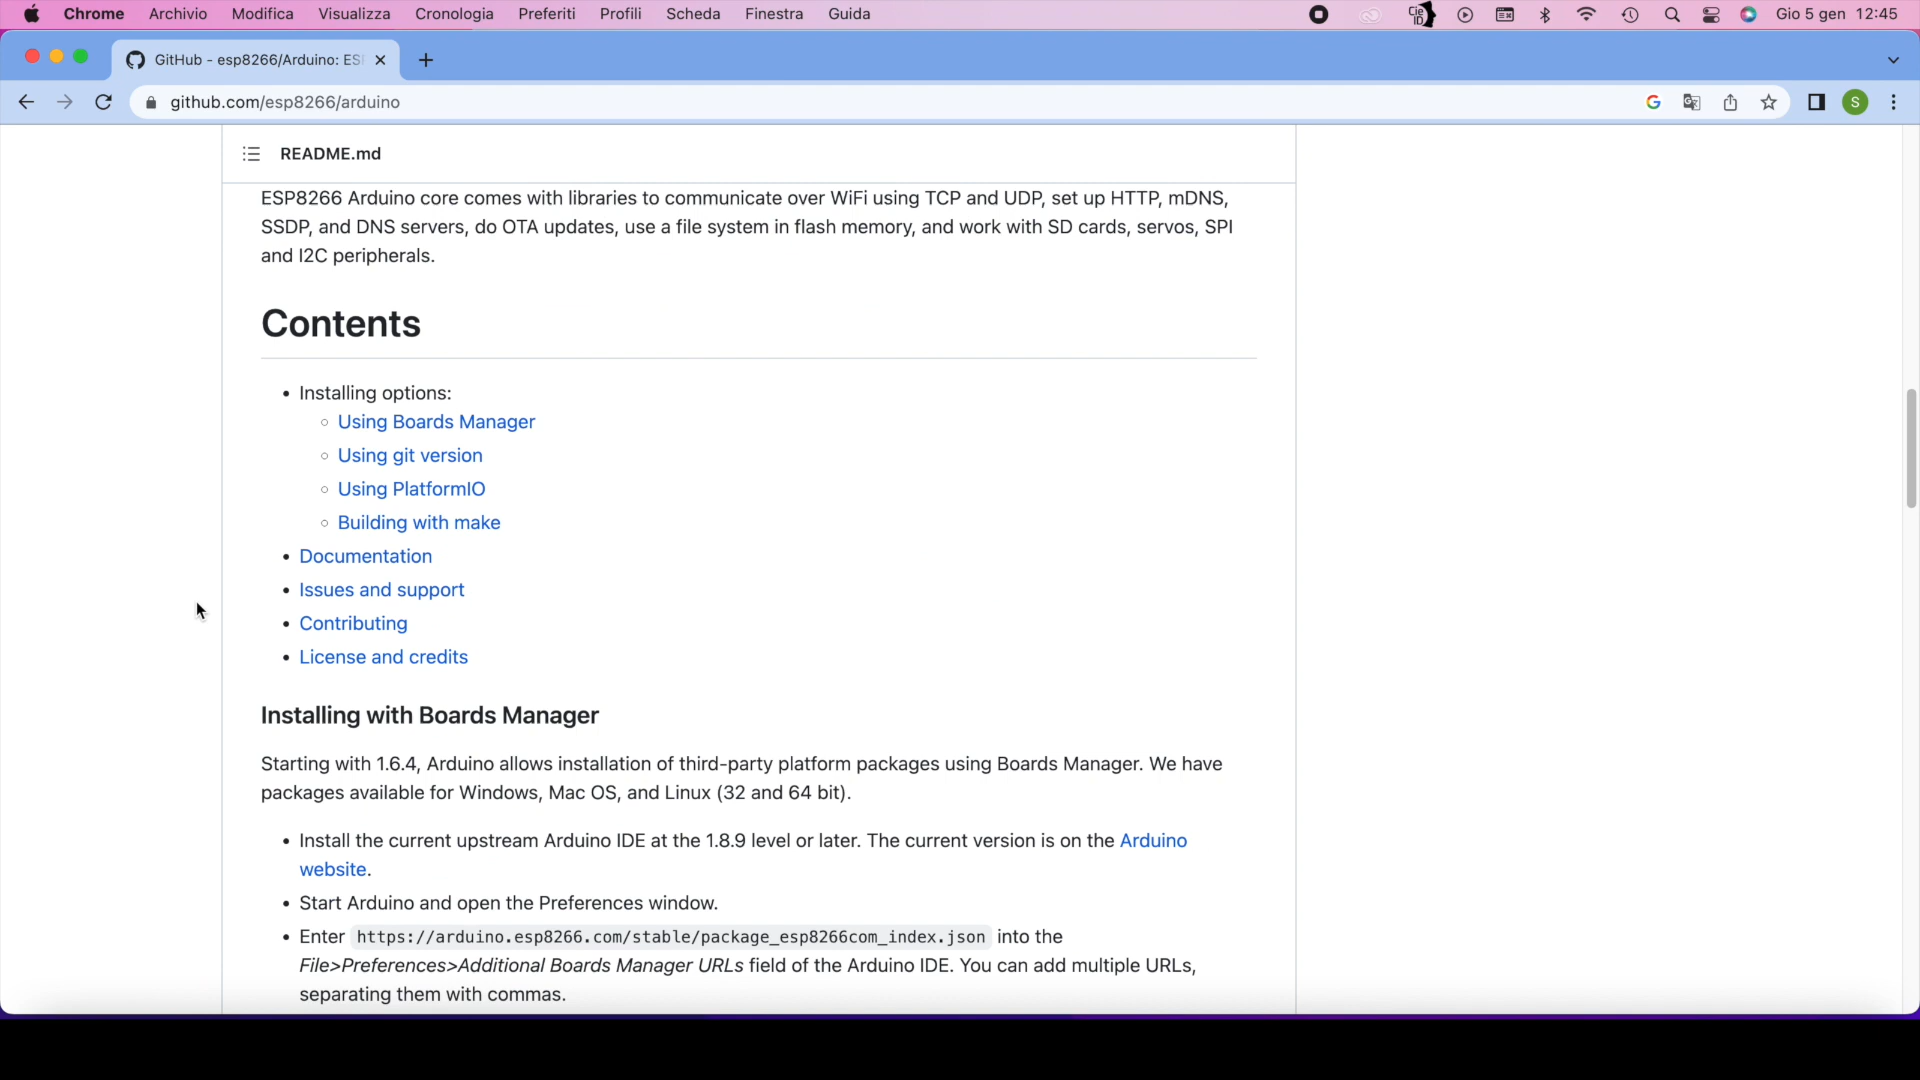 Chrome Archivio Modifica Visualizza Cronologia Preferiti Profili Scheda Finestra Guida Gio 5 gen 12:45
GitHub - esp8266/Arduino: ES
github.com/esp8266/arduino
S
README.md
ESP8266 Arduino core comes with libraries to communicate over WiFi using TCP and UDP, set up HTTP, mDNS,
SSDP, and DNS servers, do OTA updates, use a file system in flash memory, and work with SD cards, servos, SPI
and I2C peripherals.
Contents
• Installing options:
◦ Using Boards Manager
◦ Using git version
◦ Using PlatformIO
◦ Building with make
• Documentation
• Issues and support
• Contributing
• License and credits
Installing with Boards Manager
Starting with 1.6.4, Arduino allows installation of third-party platform packages using Boards Manager. We have
packages available for Windows, Mac OS, and Linux (32 and 64 bit).
• Install the current upstream Arduino IDE at the 1.8.9 level or later. The current version is on the Arduino
website.
• Start Arduino and open the Preferences window.
• Enter https://arduino.esp8266.com/stable/package_esp8266com_index.json into the
File>Preferences>Additional Boards Manager URLs field of the Arduino IDE. You can add multiple URLs,
separating them with commas.